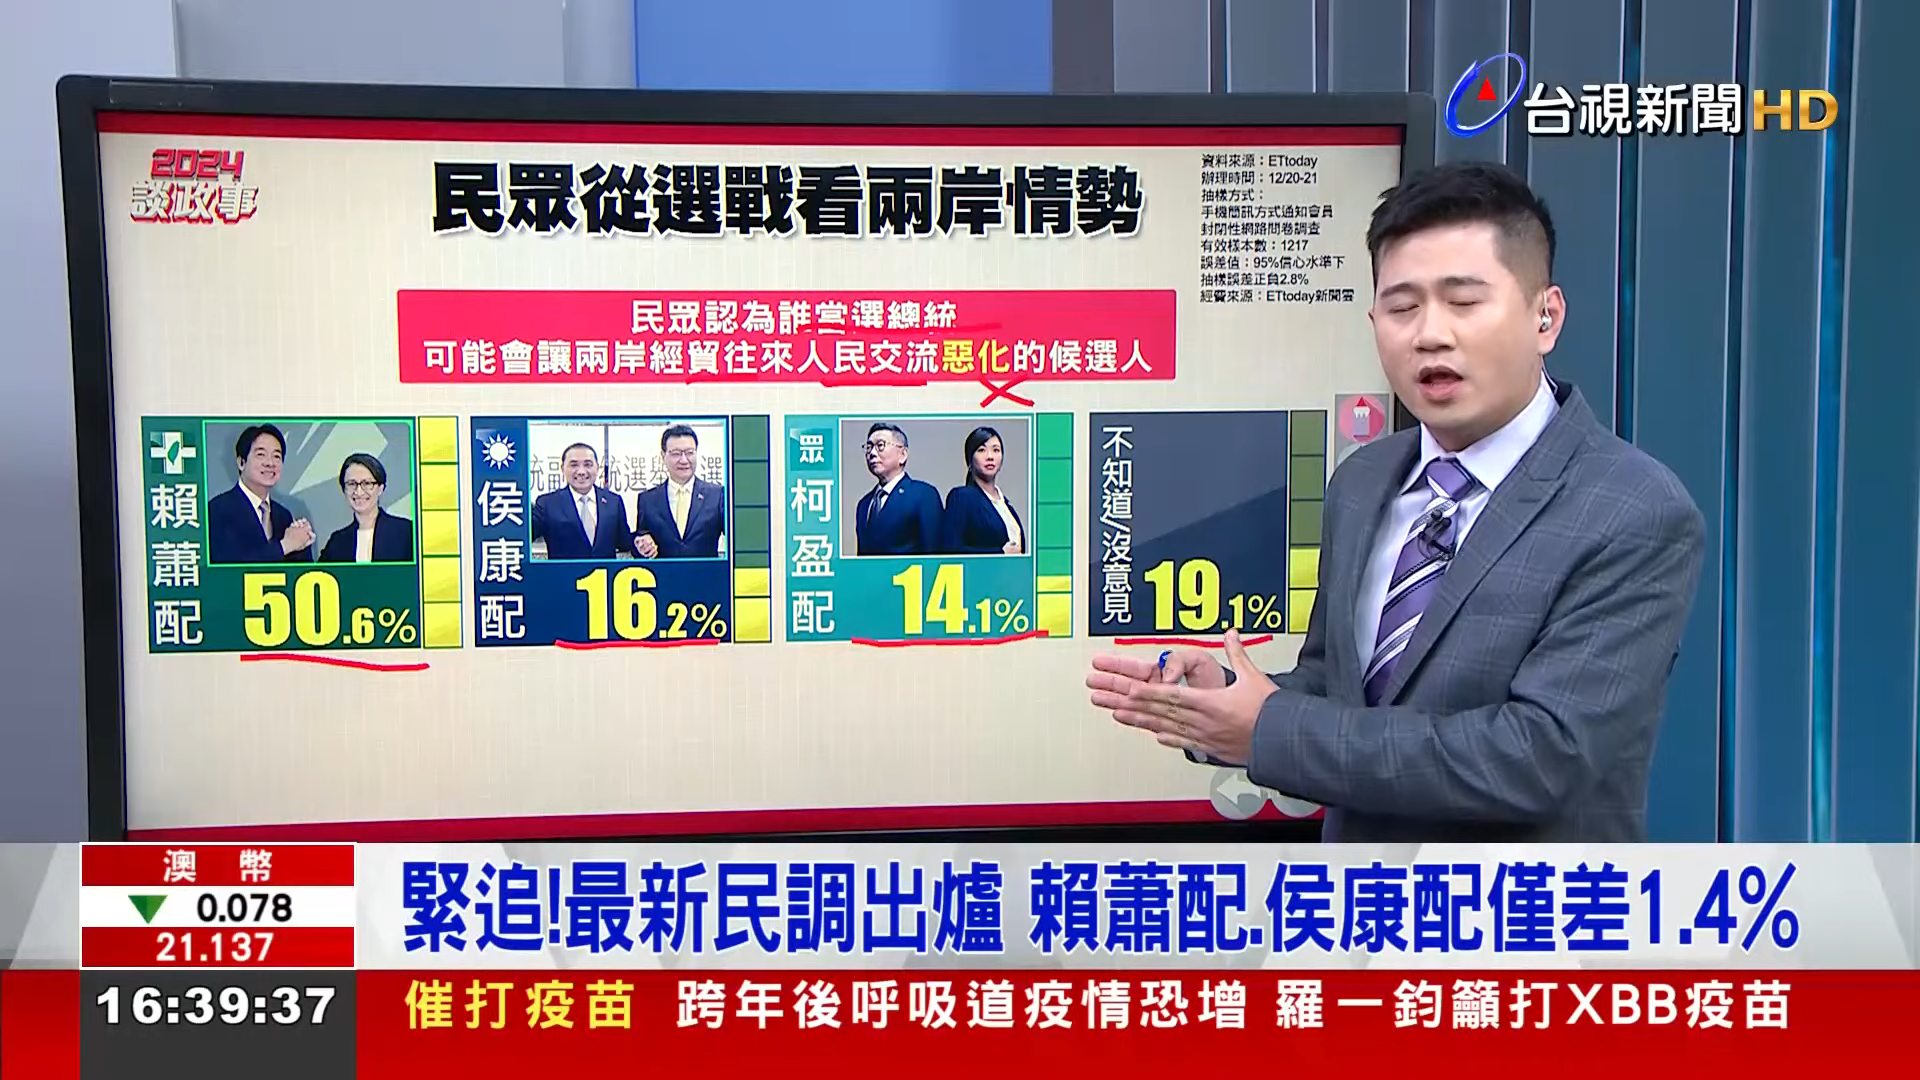 台視新聞HD
2024
談政事
民眾從選戰看兩岸情勢
資料來源：ETtoday
辦理時間：12/20-21
抽樣方式：
手機簡訊方式通知會員
封閉性網路問卷調查
有效樣本數：1217
誤差值：95%信心水準下
抽樣誤差正負2.8%
經費來源：ETtoday新聞雲
民眾認為誰當選總統
可能會讓兩岸經貿往來人民交流惡化的候選人
賴蕭配
50.6%
侯康配
16.2%
眾
柯盈配
14.1%
不知道/沒意見
19.1%
澳幣
0.078
21.137
緊追!最新民調出爐 賴蕭配.侯康配僅差1.4%
16:39:37
催打疫苗 跨年後呼吸道疫情恐增 羅一鈞籲打XBB疫苗